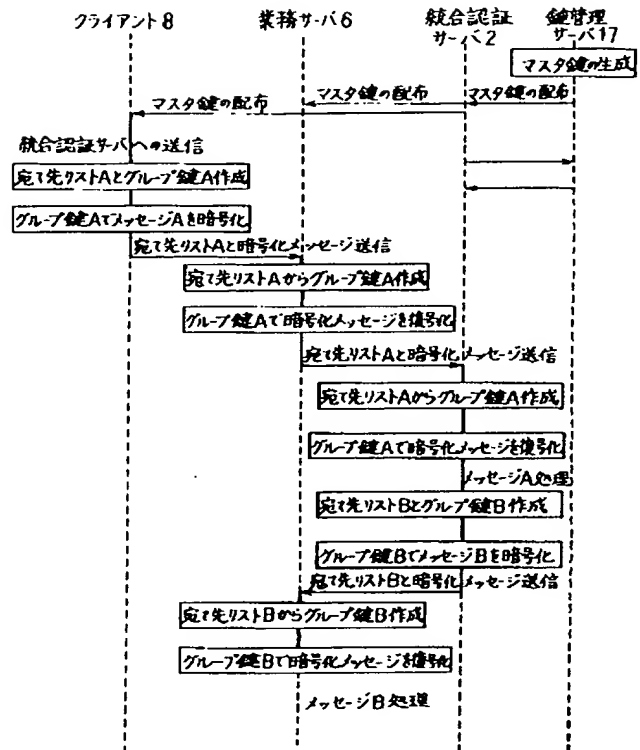 クライアント8
業務サーバ6
統合認証
サーバ2
鍵管理
サーバ17
マスタ鍵の生成
マスタ鍵の配布
マスタ鍵の配布
マスタ鍵の配布
統合認証サーバへの送信
宛て先リストAとグループ鍵A作成
グループ鍵AでメッセージAを暗号化
宛て先リストAと暗号化メッセージ送信
宛て先リストAからグループ鍵A作成
グループ鍵Aで暗号化メッセージを復号化
宛て先リストAと暗号化メッセージ送信
宛て先リストAからグループ鍵A作成
グループ鍵Aで暗号化メッセージを復号化
メッセージA処理
宛て先リストBとグループ鍵B作成
グループ鍵BでメッセージBを暗号化
宛て先リストBと暗号化メッセージ送信
宛て先リストBからグループ鍵B作成
グループ鍵Bで暗号化メッセージを復号化
メッセージB処理